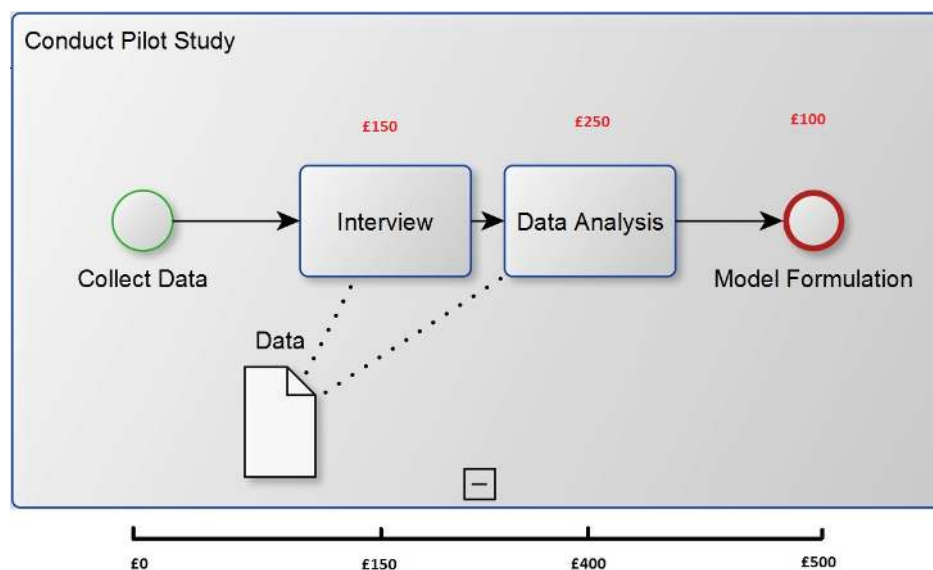 Conduct Pilot Study
£150
£250
£100
Interview
Data Analysis
Collect Data
Model Formulation
Data
£0
£150
£400
£500